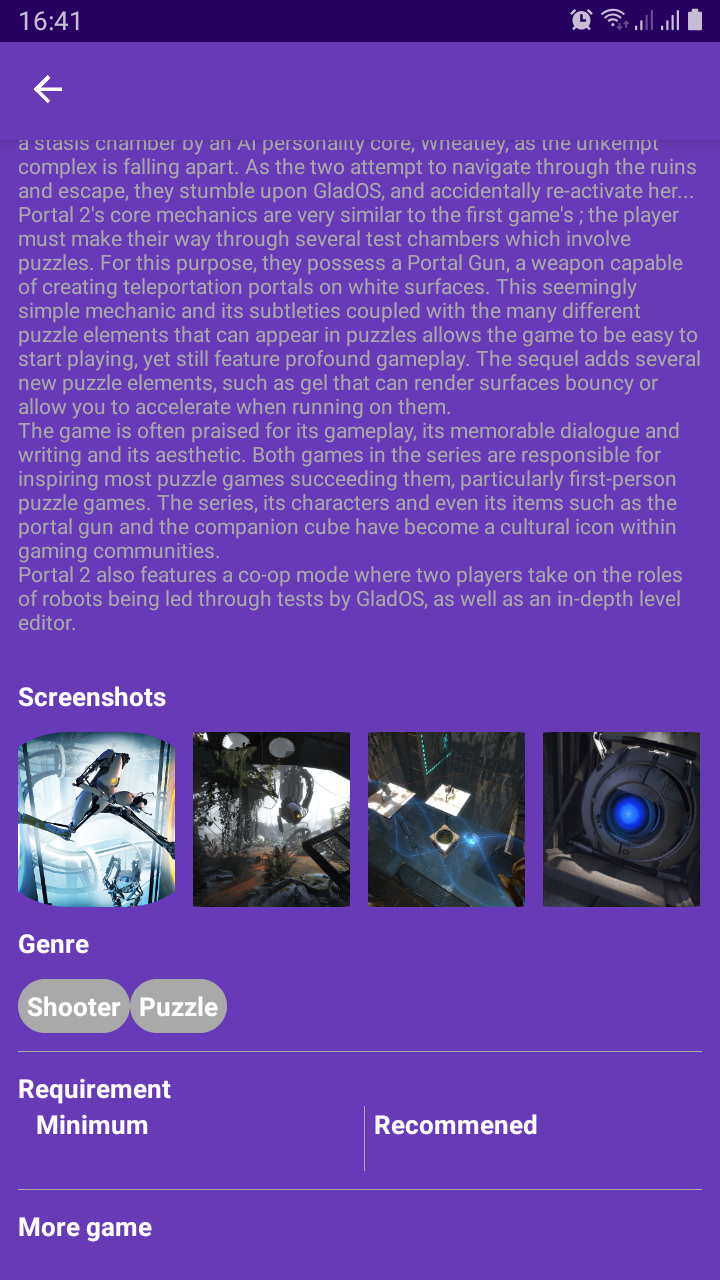 16:41
a stasis chamber by an AI personality core, Wheatley, as the unkempt
complex is falling apart. As the two attempt to navigate through the ruins
and escape, they stumble upon GladOS, and accidentally re-activate her...
Portal 2's core mechanics are very similar to the first game's ; the player
must make their way through several test chambers which involve
puzzles. For this purpose, they possess a Portal Gun, a weapon capable
of creating teleportation portals on white surfaces. This seemingly
simple mechanic and its subtleties coupled with the many different
puzzle elements that can appear in puzzles allows the game to be easy to
start playing, yet still feature profound gameplay. The sequel adds several
new puzzle elements, such as gel that can render surfaces bouncy or
allow you to accelerate when running on them.
The game is often praised for its gameplay, its memorable dialogue and
writing and its aesthetic. Both games in the series are responsible for
inspiring most puzzle games succeeding them, particularly first-person
puzzle games. The series, its characters and even its items such as the
portal gun and the companion cube have become a cultural icon within
gaming communities.
Portal 2 also features a co-op mode where two players take on the roles
of robots being led through tests by GladOS, as well as an in-depth level
editor.
Screenshots
Genre
Shooter Puzzle
Requirement
Minimum Recommened
More game